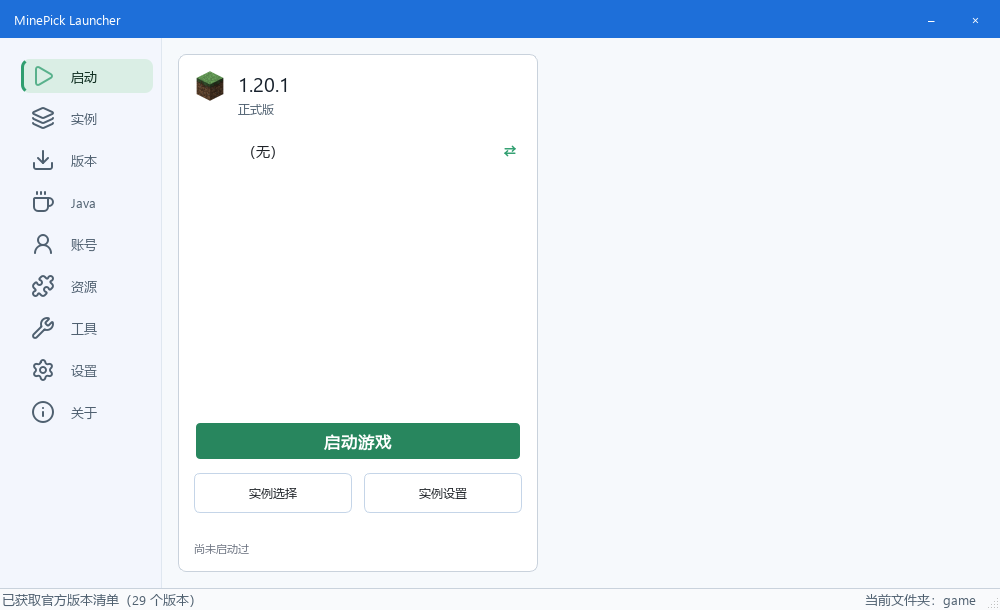 MinePick Launcher
启动
实例
版本
Java
账号
资源
工具
设置
关于
1.20.1
正式版
（无）
启动游戏
实例选择
实例设置
尚未启动过
已获取官方版本清单（29 个版本）
当前文件夹：game